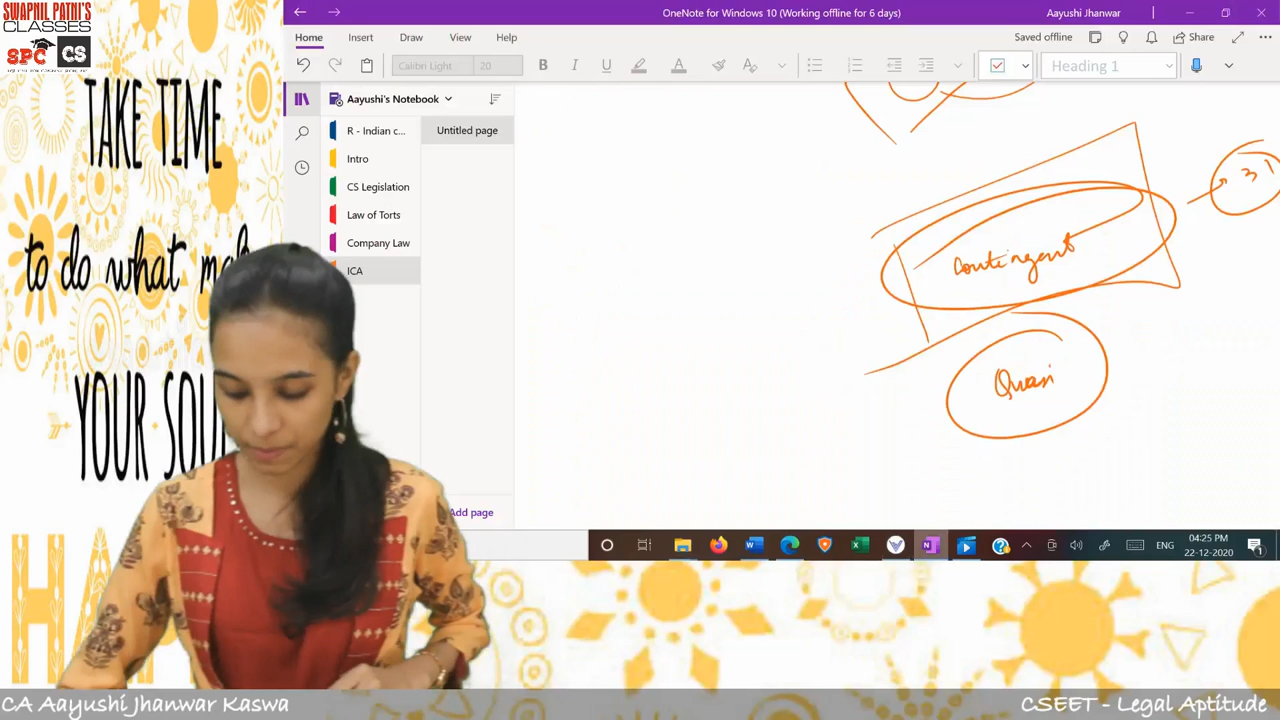 SWAPNIL PATNI'S
CLASSES
SPC CS
TAKE TIME
to do what
YOUR SOUL
OneNote for Windows 10 (Working offline for 6 days)
Aayushi Jhanwar
Home Insert Draw View Help
Saved offline
Share
Calibri Light 20 B I U A
Heading 1
Aayushi's Notebook
R - Indian c...
Intro
CS Legislation
Law of Torts
Company Law
ICA
Untitled page
Add page
contingent
31
Quasi
ENG
04:25 PM
22-12-2020
CA Aayushi Jhanwar Kaswa
CSEET - Legal Aptitude